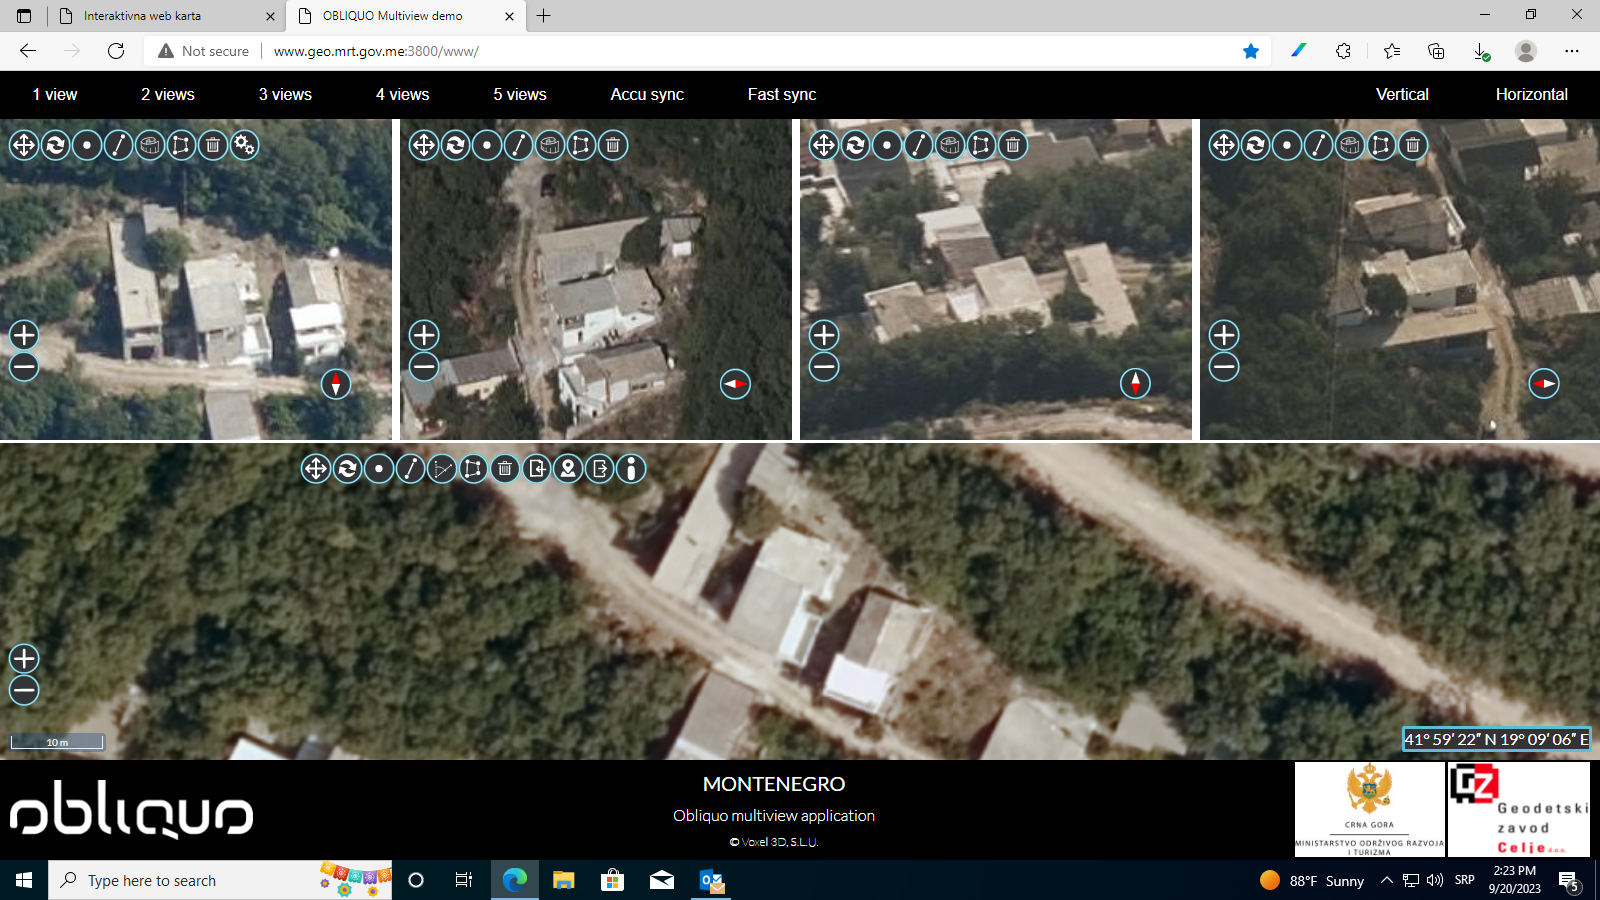 Interaktivna web karta
OBLIQUO Multiview demo
Not secure
www.geo.mrt.gov.me:3800/www/
1 view
2 views
3 views
4 views
5 views
Accu sync
Fast sync
Vertical
Horizontal
10 m
41° 59' 22" N 19° 09' 06" E
obliquo
MONTENEGRO
Obliquo multiview application
© Voxel 3D, S.L.U.
CRNA GORA
MINISTARSTVO ODRŽIVOG RAZVOJA
I TURIZMA
GZ
Geodetski
zavod
Celje d.o.o.
Type here to search
88°F Sunny
SRP
2:23 PM
9/20/2023
5